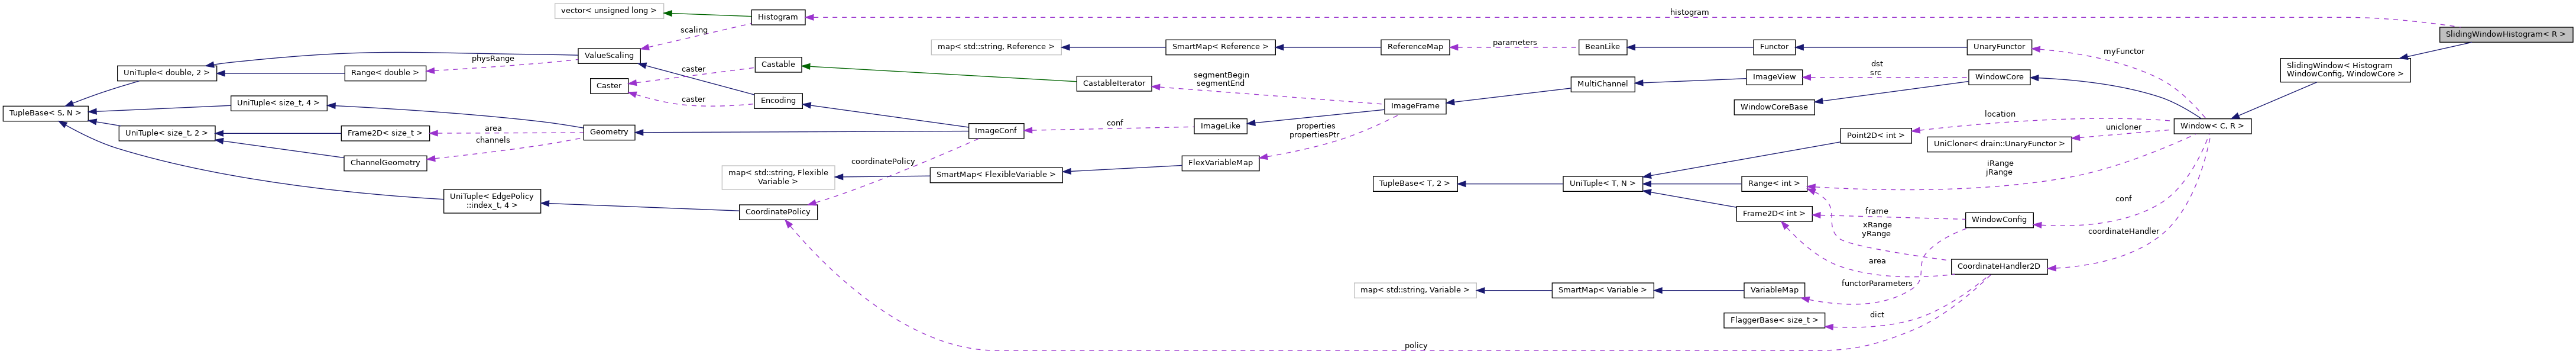 vector< unsigned long >
Histogram
histogram
SlidingWindowHistogram< R >
scaling
map< std::string, Reference >
SmartMap< Reference >
ReferenceMap
parameters
BeanLike
Functor
UnaryFunctor
myFunctor
ValueScaling
physRange
UniTuple< double, 2 >
Range< double >
caster
Castable
Caster
caster
Encoding
CastableIterator
segmentBegin
segmentEnd
MultiChannel
ImageView
dst
src
WindowCore
SlidingWindow< Histogram
WindowConfig, WindowCore >
TupleBase< S, N >
UniTuple< size_t, 4 >
ImageFrame
WindowCoreBase
UniTuple< size_t, 2 >
Frame2D< size_t >
area
channels
Geometry
ImageConf
conf
ImageLike
properties
propertiesPtr
location
Point2D< int >
unicloner
UniCloner< drain::UnaryFunctor >
Window< C, R >
ChannelGeometry
coordinatePolicy
map< std::string, Flexible
Variable >
SmartMap< FlexibleVariable >
FlexVariableMap
iRange
jRange
TupleBase< T, 2 >
UniTuple< T, N >
Range< int >
UniTuple< EdgePolicy
::index_t, 4 >
CoordinatePolicy
Frame2D< int >
frame
WindowConfig
conf
xRange
yRange
coordinateHandler
area
CoordinateHandler2D
functorParameters
map< std::string, Variable >
SmartMap< Variable >
VariableMap
FlaggerBase< size_t >
dict
policy